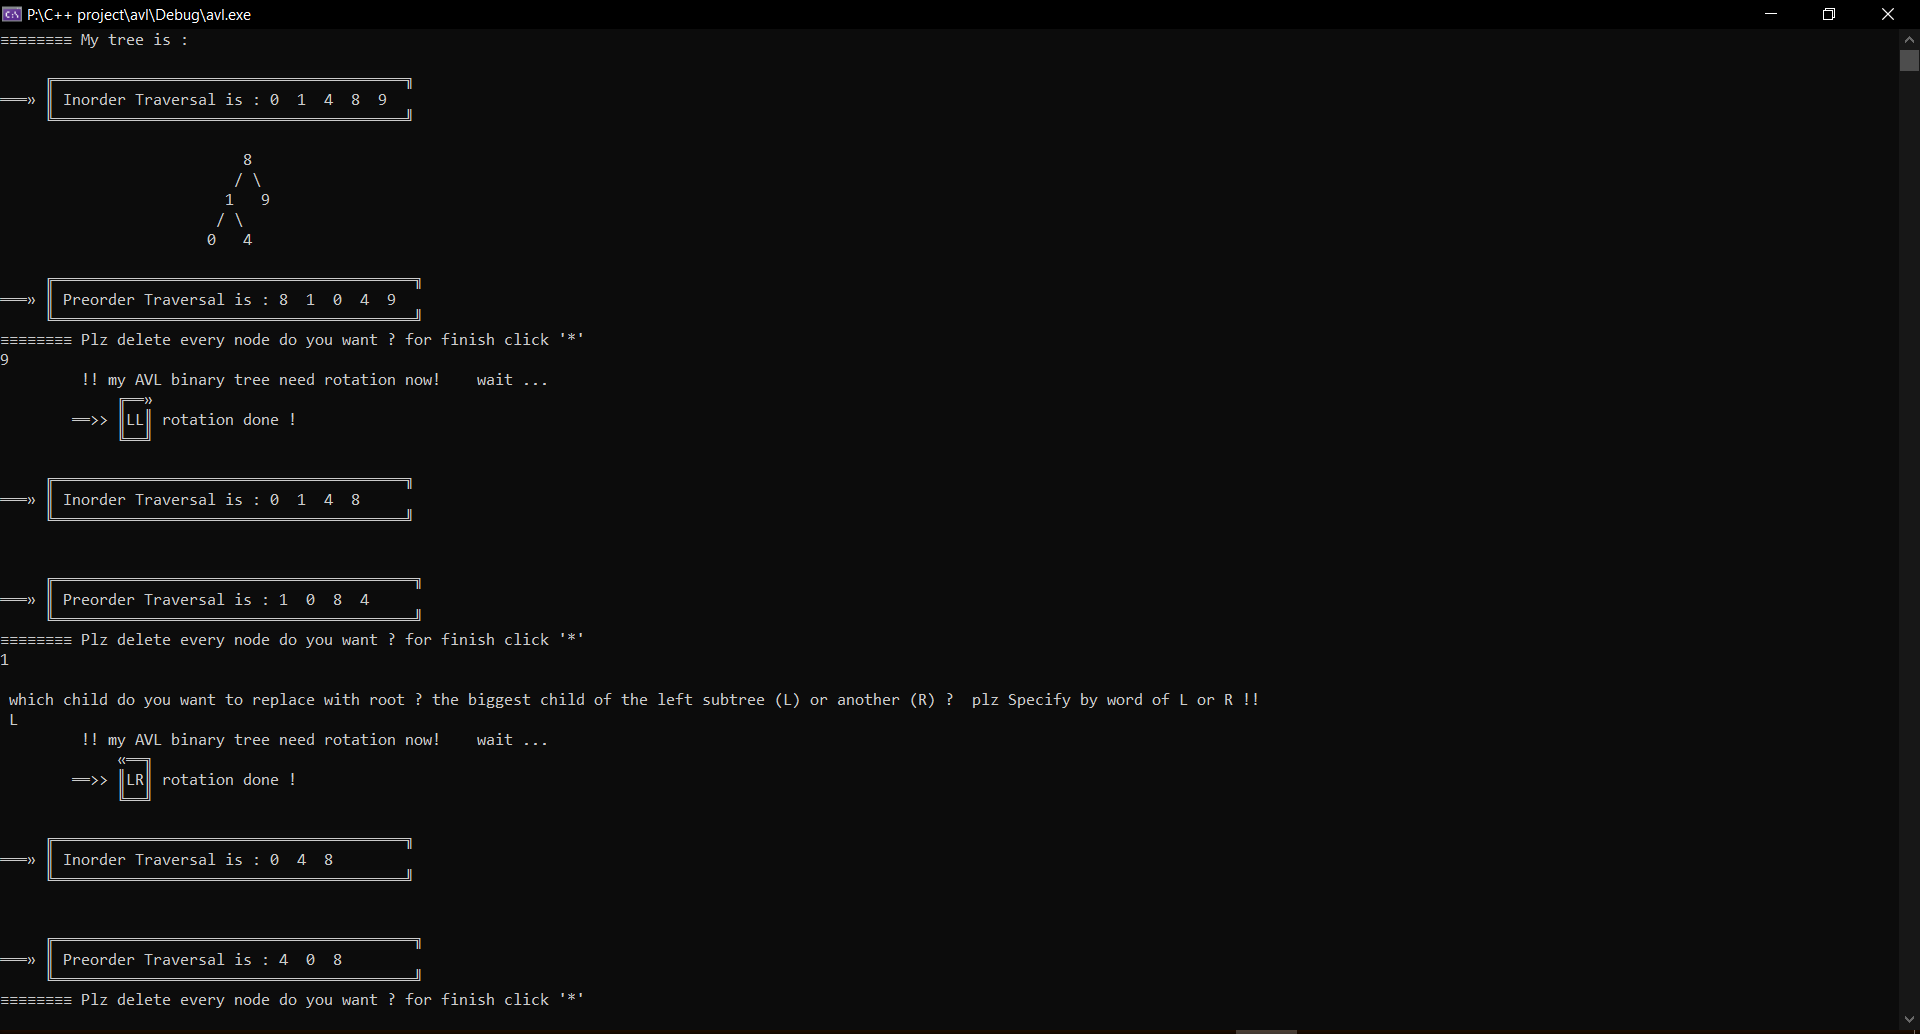 P:\C++ project\avl\Debug\avl.exe
≡≡≡≡≡≡≡≡ My tree is :
═══» ║ Inorder Traversal is : 0 1 4 8 9
8
/ \
1 9
/ \
0 4
═══» ║ Preorder Traversal is : 8 1 0 4 9
≡≡≡≡≡≡≡≡ Plz delete every node do you want ? for finish click '*'
9
!! my AVL binary tree need rotation now! wait ...
══>> ║LL║ rotation done !
═══» ║ Inorder Traversal is : 0 1 4 8
═══» ║ Preorder Traversal is : 1 0 8 4
≡≡≡≡≡≡≡≡ Plz delete every node do you want ? for finish click '*'
1
which child do you want to replace with root ? the biggest child of the left subtree (L) or another (R) ? plz Specify by word of L or R !!
L
!! my AVL binary tree need rotation now! wait ...
══>> ║LR║ rotation done !
═══» ║ Inorder Traversal is : 0 4 8
═══» ║ Preorder Traversal is : 4 0 8
≡≡≡≡≡≡≡≡ Plz delete every node do you want ? for finish click '*'